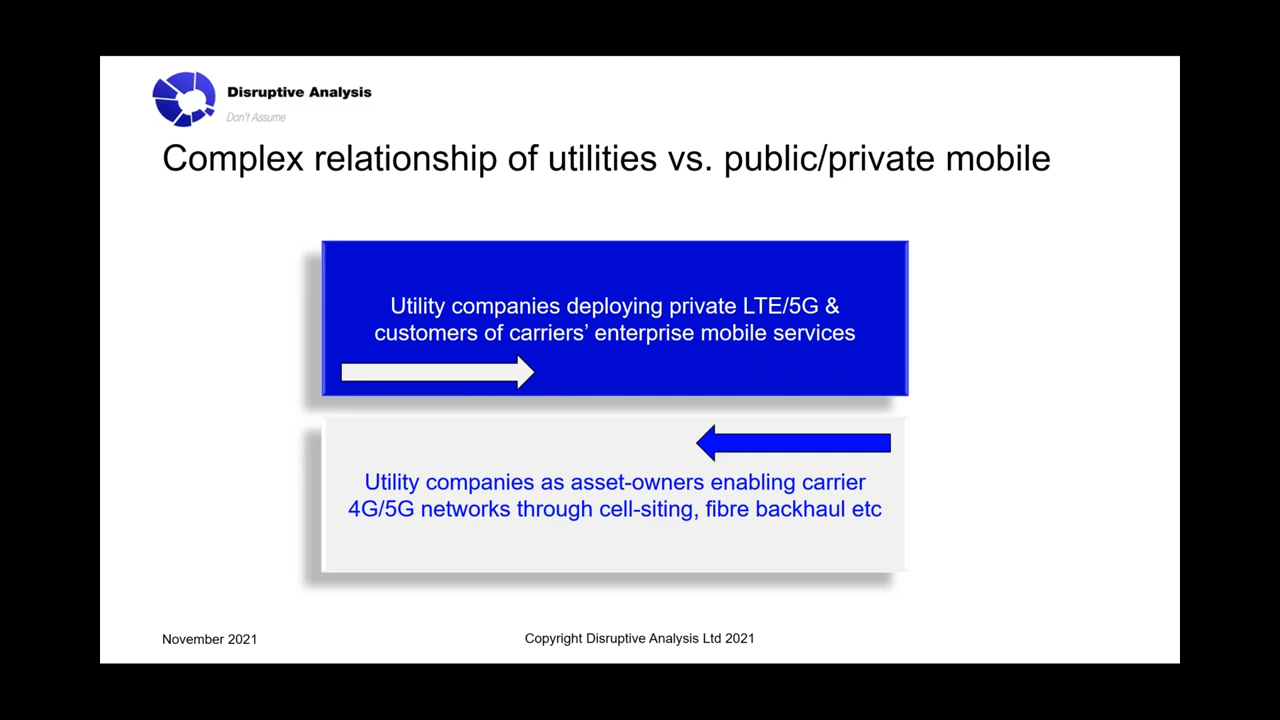 Disruptive Analysis
Don't Assume
Complex relationship of utilities vs. public/private mobile
Utility companies deploying private LTE/5G &
customers of carriers’ enterprise mobile services
Utility companies as asset-owners enabling carrier
4G/5G networks through cell-siting, fibre backhaul etc
November 2021
Copyright Disruptive Analysis Ltd 2021